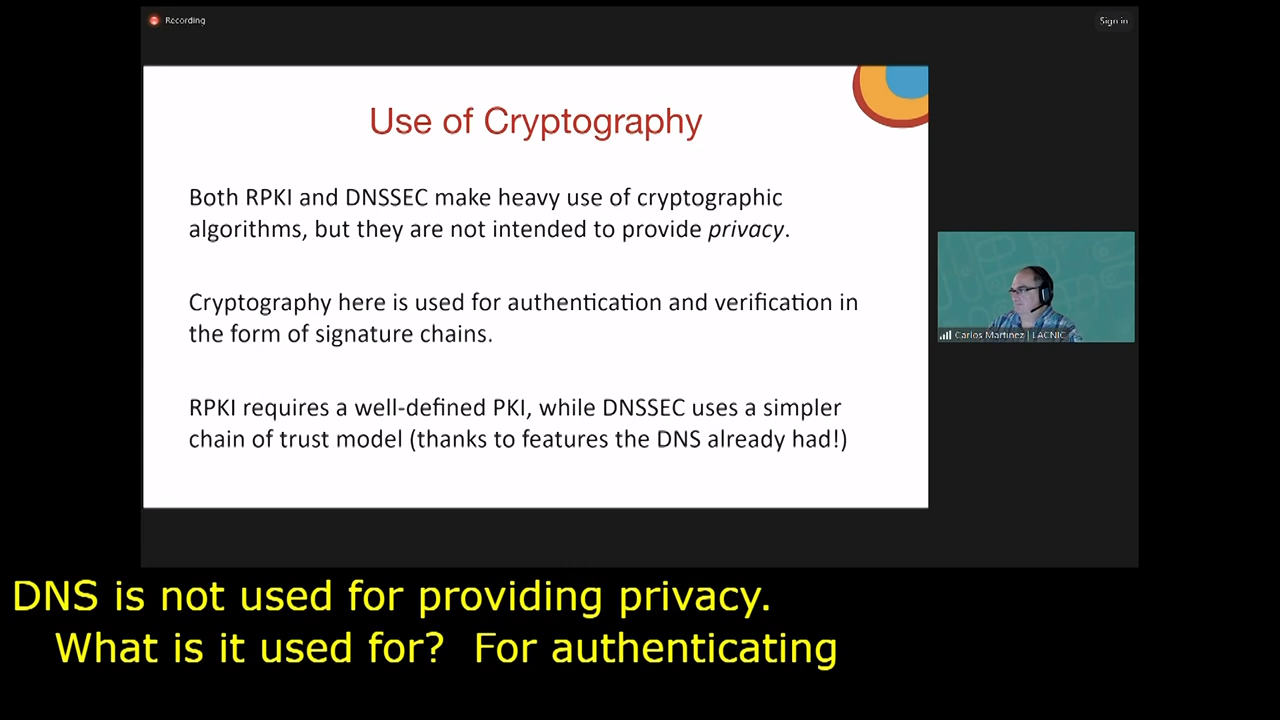 Recording
Sign in
Use of Cryptography
Both RPKI and DNSSEC make heavy use of cryptographic
algorithms, but they are not intended to provide privacy.
Cryptography here is used for authentication and verification in
the form of signature chains.
RPKI requires a well-defined PKI, while DNSSEC uses a simpler
chain of trust model (thanks to features the DNS already had!)
Carlos Martinez | LACNIC
DNS is not used for providing privacy.
What is it used for? For authenticating